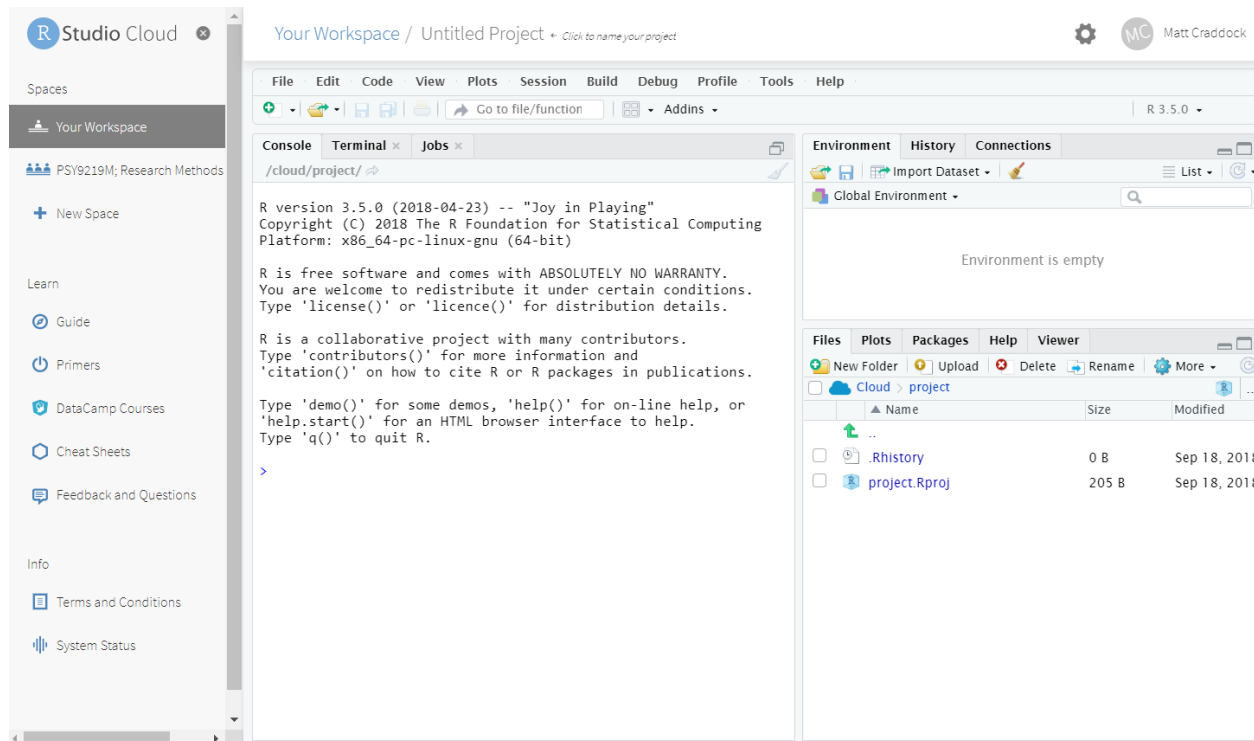 R Studio Cloud
Spaces
Your Workspace
PSY9219M; Research Methods
New Space
Learn
Guide
Primers
DataCamp Courses
Cheat Sheets
Feedback and Questions
Info
Terms and Conditions
System Status
Your Workspace / Untitled Project ← Click to name your project
MC Matt Craddock
File Edit Code View Plots Session Build Debug Profile Tools Help
Go to file/function Addins R 3.5.0
Console Terminal Jobs
/cloud/project/
R version 3.5.0 (2018-04-23) -- "Joy in Playing"
Copyright (C) 2018 The R Foundation for Statistical Computing
Platform: x86_64-pc-linux-gnu (64-bit)
R is free software and comes with ABSOLUTELY NO WARRANTY.
You are welcome to redistribute it under certain conditions.
Type 'license()' or 'licence()' for distribution details.
R is a collaborative project with many contributors.
Type 'contributors()' for more information and
'citation()' on how to cite R or R packages in publications.
Type 'demo()' for some demos, 'help()' for on-line help, or
'help.start()' for an HTML browser interface to help.
Type 'q()' to quit R.
>
Environment History Connections
Import Dataset List
Global Environment
Environment is empty
Files Plots Packages Help Viewer
New Folder Upload Delete Rename More
Cloud > project R ..
Name Size Modified
..
.Rhistory 0 B Sep 18, 2018
project.Rproj 205 B Sep 18, 2018